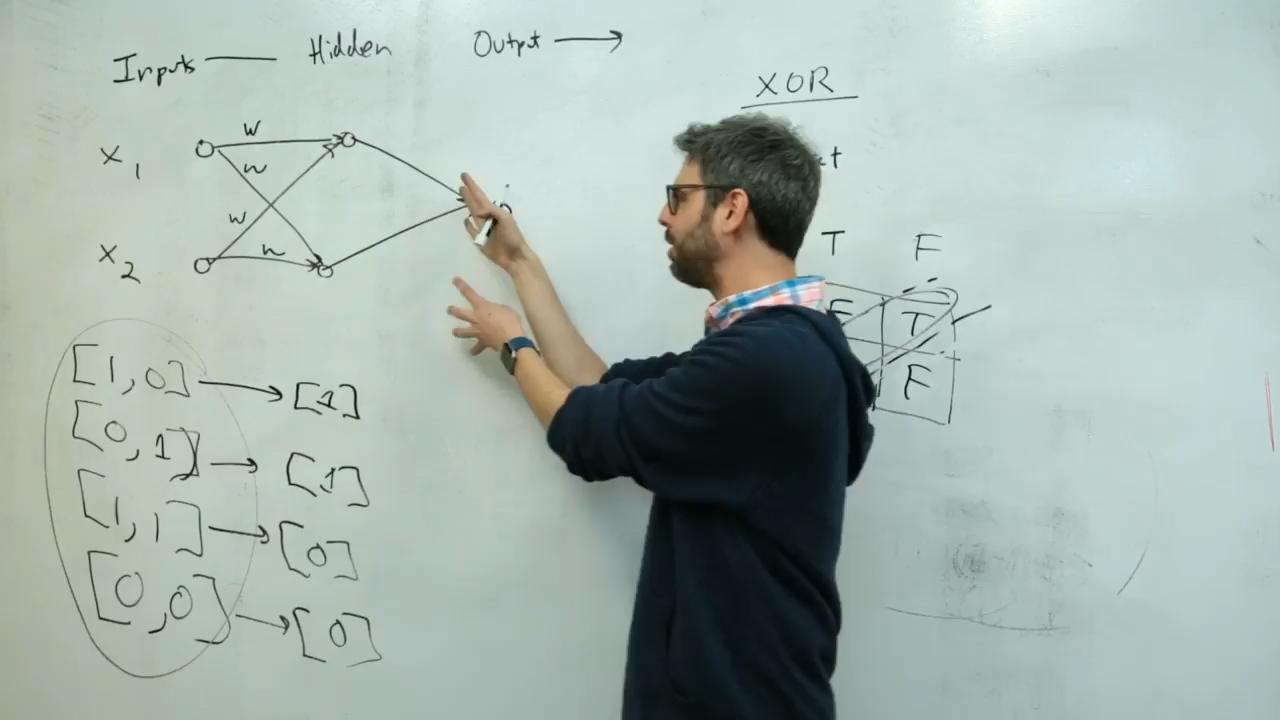 Inputs Hidden Output
XOR
X1
W
W
W
W
X2
T F
F T
F
[1, 0] → [1]
[0, 1] → [1]
[1, 1] → [0]
[0, 0] → [0]